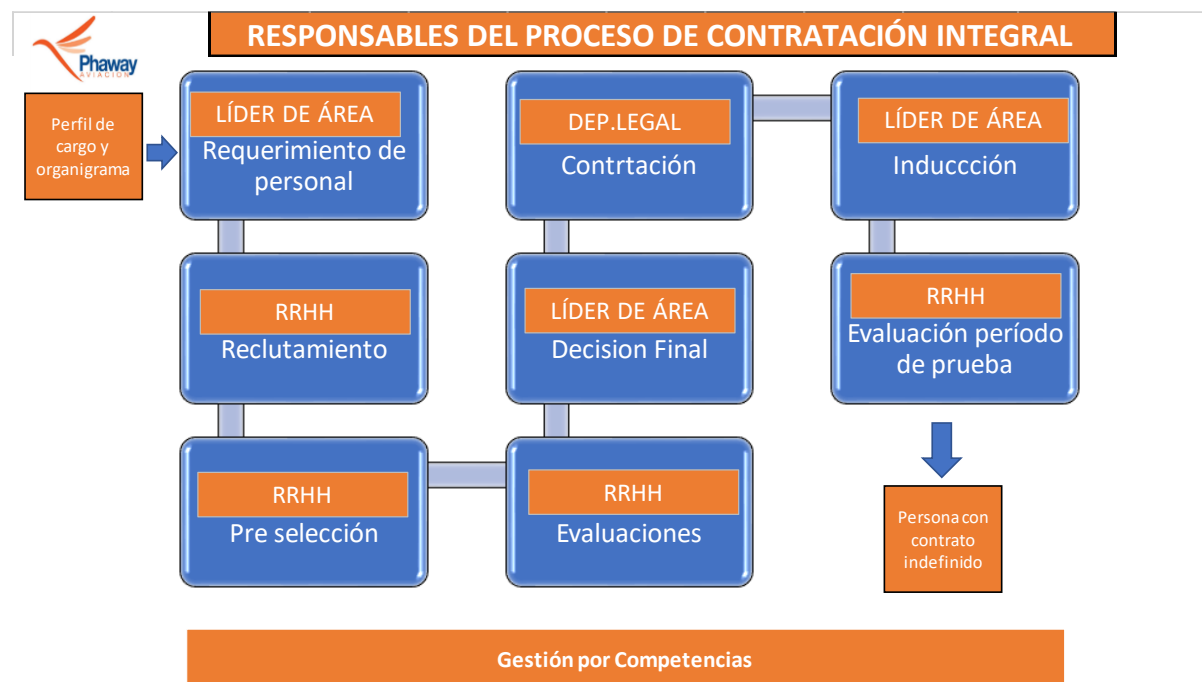 RESPONSABLES DEL PROCESO DE CONTRATACIÓN INTEGRAL
Phaway
AVIACION
Perfil de
cargo y
organigrama
LÍDER DE ÁREA
Requerimiento de
personal
RRHH
Reclutamiento
RRHH
Pre selección
RRHH
Evaluaciones
LÍDER DE ÁREA
Decision Final
DEP.LEGAL
Contrtación
LÍDER DE ÁREA
Induccción
RRHH
Evaluación período
de prueba
Persona con
contrato
indefinido
Gestión por Competencias